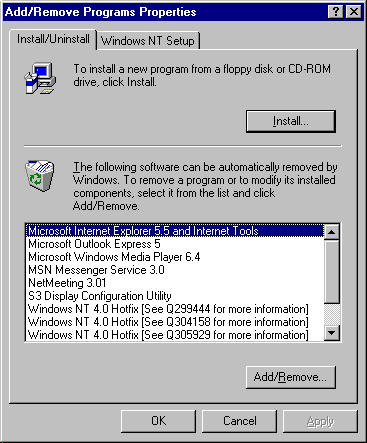 Add/Remove Programs Properties
Install/Uninstall
Windows NT Setup
To install a new program from a floppy disk or CD-ROM
drive, click Install.
Install...
The following software can be automatically removed by
Windows. To remove a program or to modify its installed
components, select it from the list and click
Add/Remove.
Microsoft Internet Explorer 5.5 and Internet Tools
Microsoft Outlook Express 5
Microsoft Windows Media Player 6.4
MSN Messenger Service 3.0
NetMeeting 3.01
S3 Display Configuration Utility
Windows NT 4.0 Hotfix [See Q299444 for more information]
Windows NT 4.0 Hotfix [See Q304158 for more information]
Windows NT 4.0 Hotfix [See Q305929 for more information]
Add/Remove...
OK
Cancel
Apply